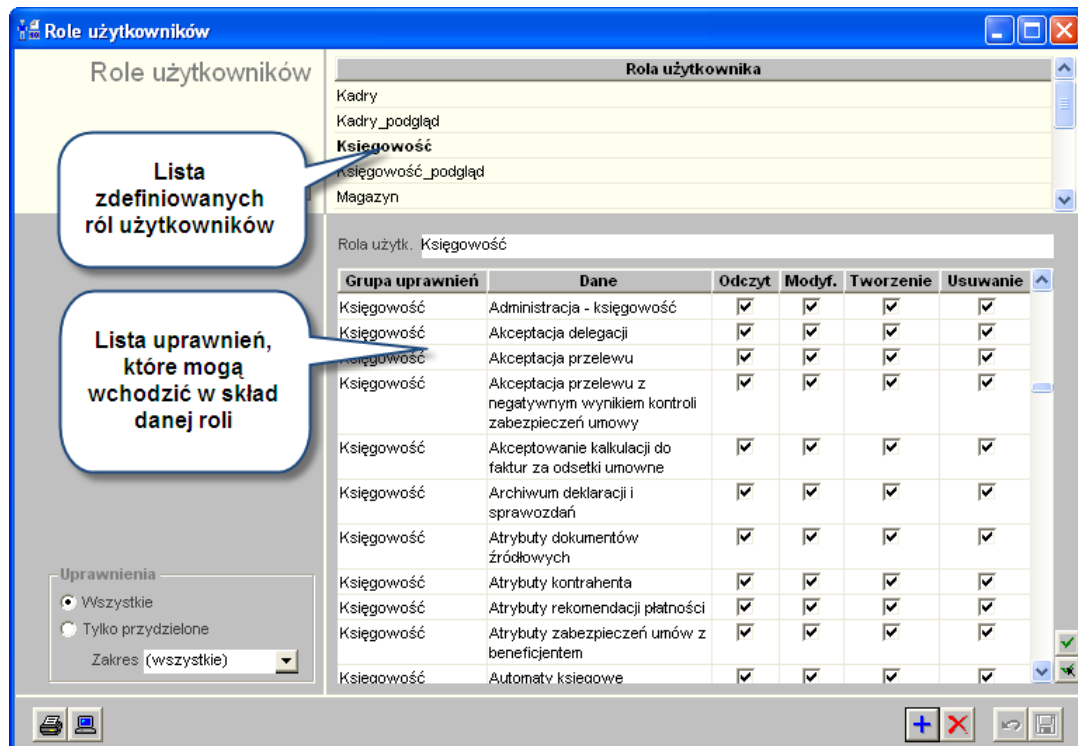 Role użytkowników
Role użytkowników
Rola użytkownika
Kadry
Kadry_podgląd
Księgowość
Księgowość_podgląd
Magazyn
Lista
zdefiniowanych
ról użytkowników
Rola użytk. Księgowość
Grupa uprawnień Dane Odczyt Modyf. Tworzenie Usuwanie
Księgowość Administracja - księgowość
Księgowość Akceptacja delegacji
Księgowość Akceptacja przelewu
Księgowość Akceptacja przelewu z
negatywnym wynikiem kontroli
zabezpieczeń umowy
Księgowość Akceptowanie kalkulacji do
faktur za odsetki umowne
Księgowość Archiwum deklaracji i
sprawozdań
Księgowość Atrybuty dokumentów
źródłowych
Księgowość Atrybuty kontrahenta
Księgowość Atrybuty rekomendacji płatności
Księgowość Atrybuty zabezpieczeń umów z
beneficjentem
Księgowość Automaty księgowe
Lista uprawnień,
które mogą
wchodzić w skład
danej roli
Uprawnienia
Wszystkie
Tylko przydzielone
Zakres (wszystkie)